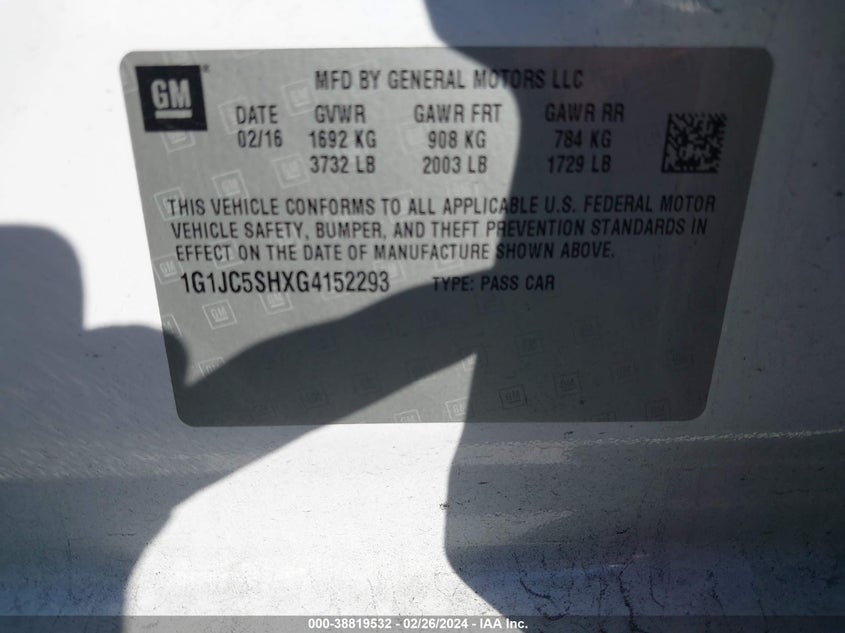 GM
MFD BY GENERAL MOTORS LLC
DATE GVWR GAWR FRT GAWR RR
02/16 1692 KG 908 KG 784 KG
3732 LB 2003 LB 1729 LB
THIS VEHICLE CONFORMS TO ALL APPLICABLE U.S. FEDERAL MOTOR
VEHICLE SAFETY, BUMPER, AND THEFT PREVENTION STANDARDS IN
EFFECT ON THE DATE OF MANUFACTURE SHOWN ABOVE.
1G1JC5SHXG4152293 TYPE: PASS CAR
000-38819532 - 02/26/2024 - IAA Inc.